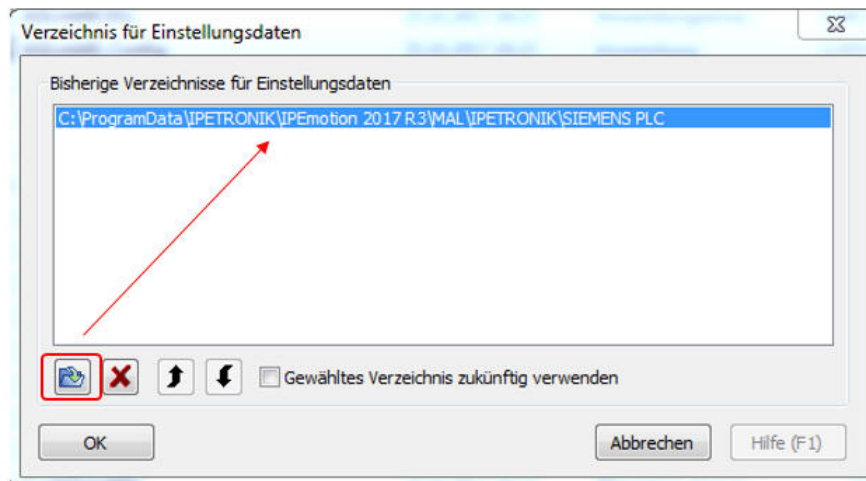 Verzeichnis für Einstellungsdaten
Bisherige Verzeichnisse für Einstellungsdaten
C:\ProgramData\IPETRONIK\IPEmotion 2017 R3\MAL\IPETRONIK\SIEMENS PLC
Gewähltes Verzeichnis zukünftig verwenden
OK
Abbrechen
Hilfe (F1)